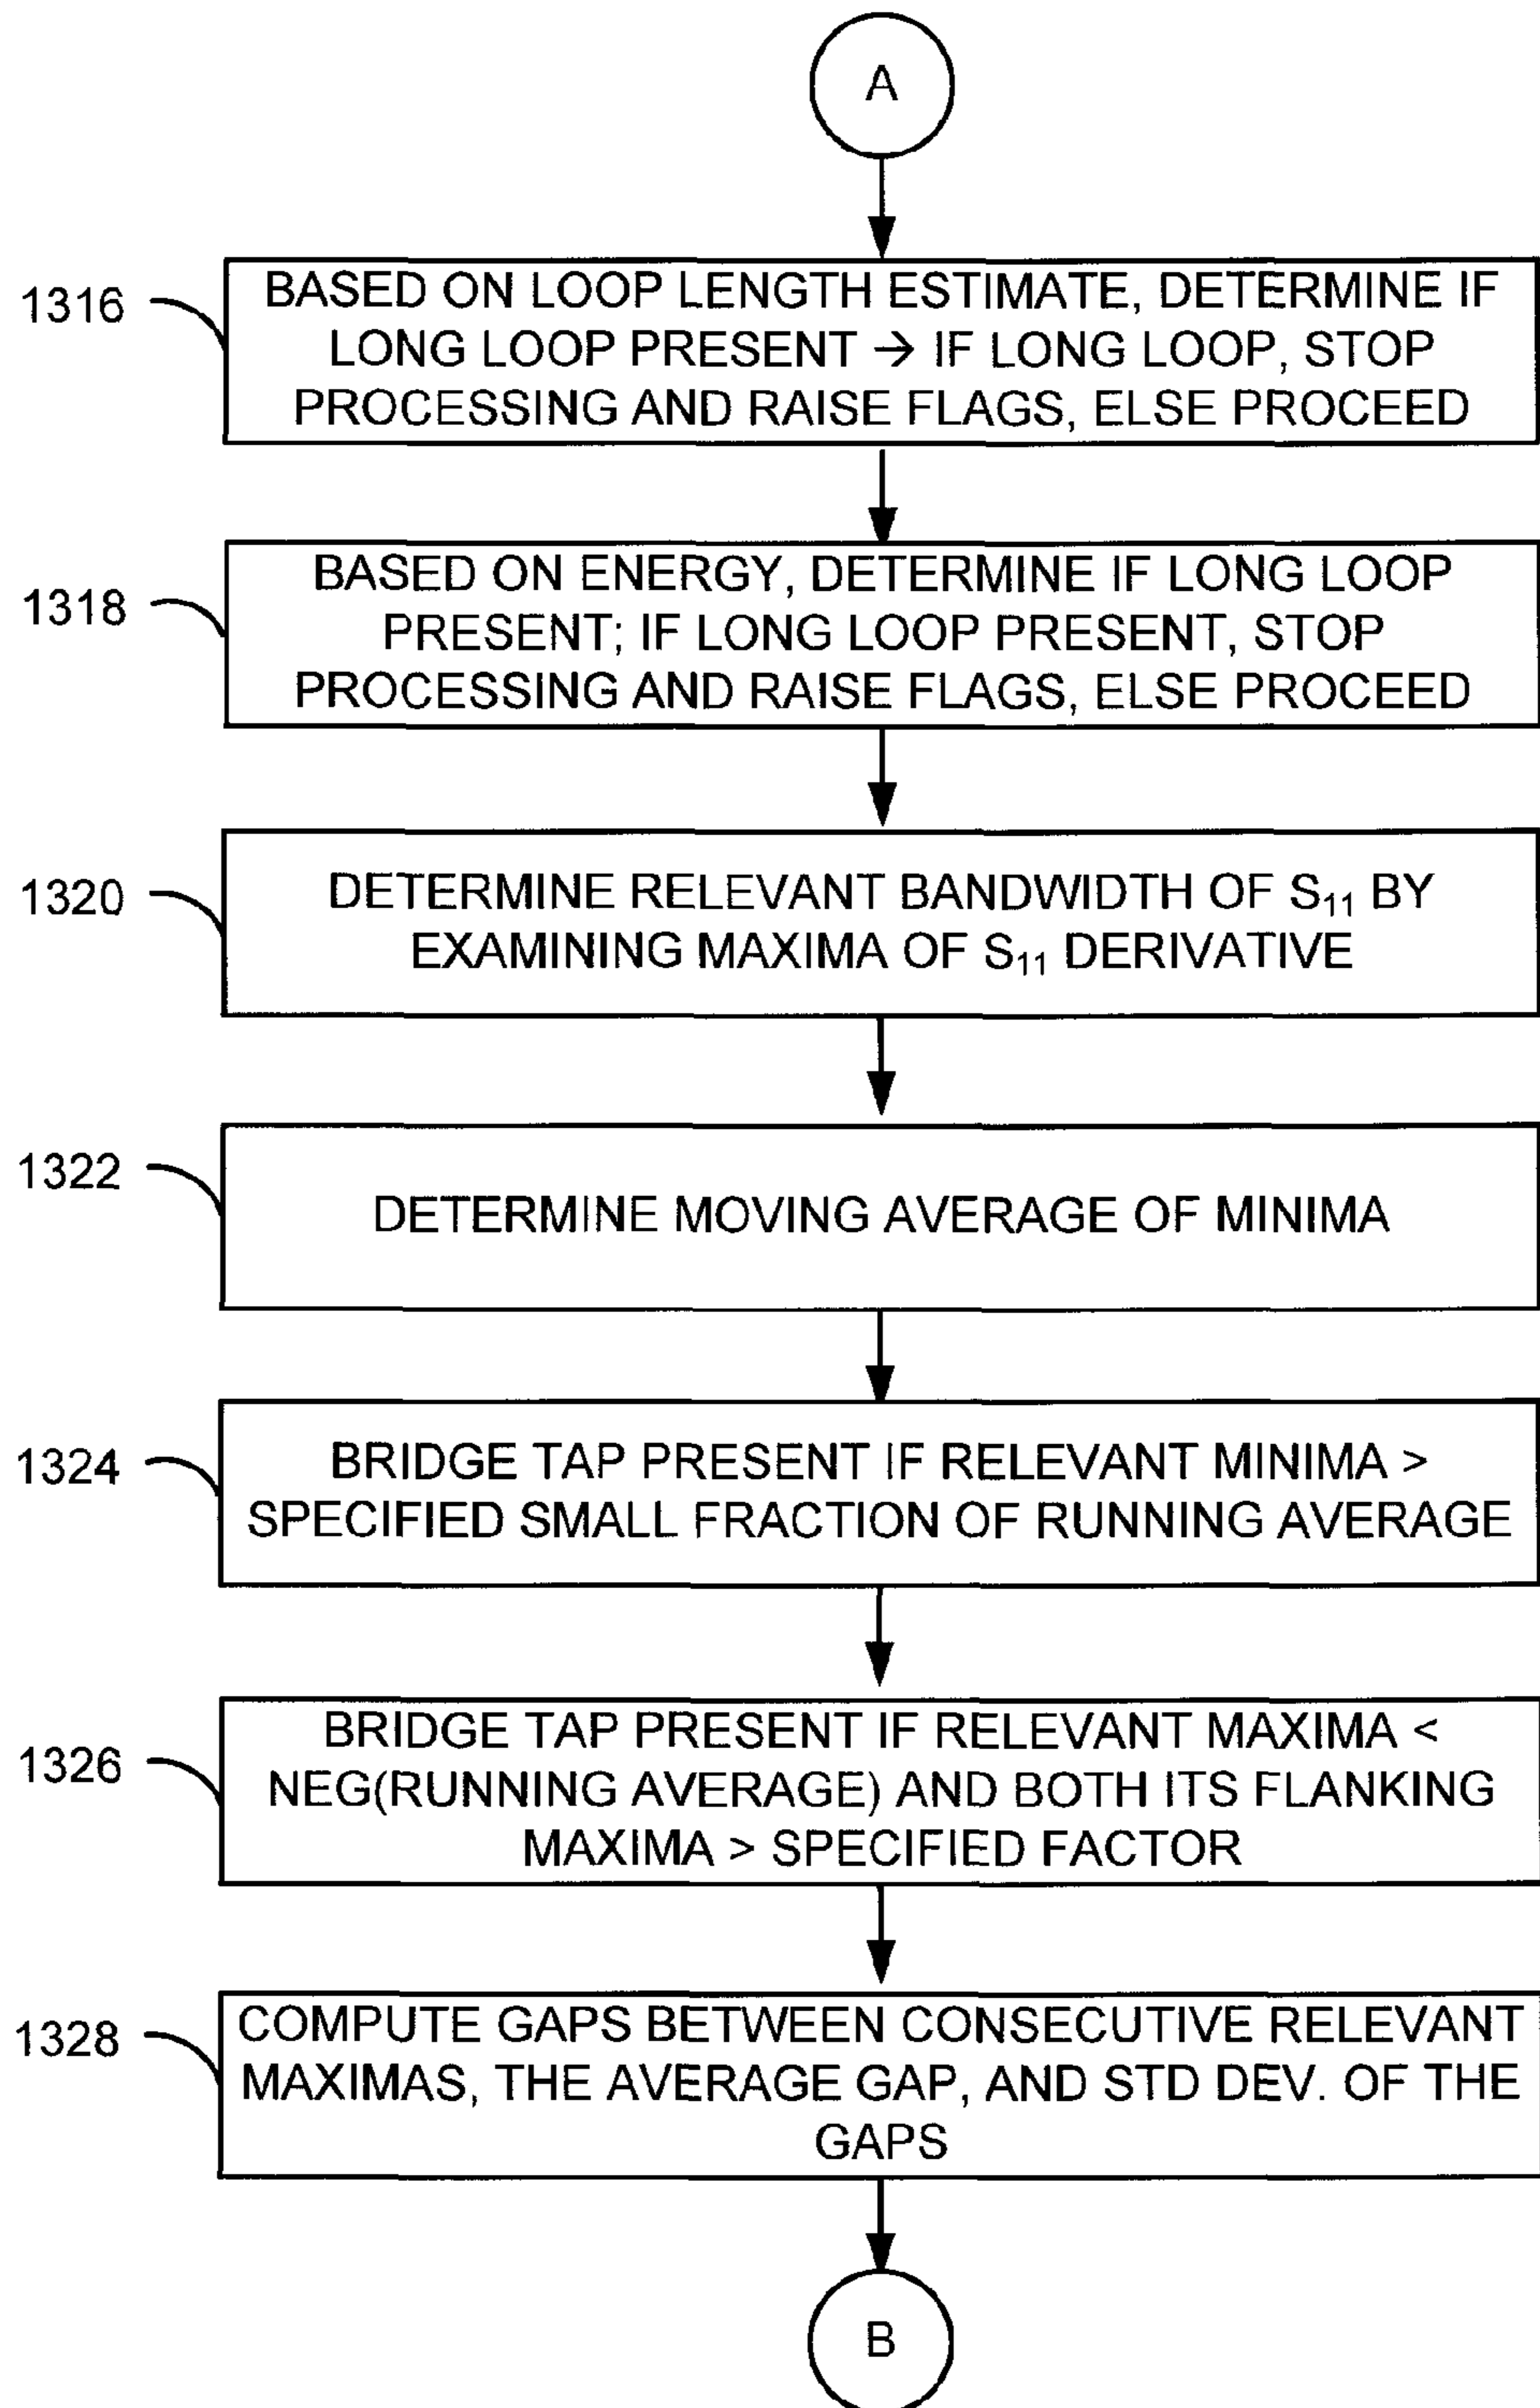 A
1316
BASED ON LOOP LENGTH ESTIMATE, DETERMINE IF
LONG LOOP PRESENT → IF LONG LOOP, STOP
PROCESSING AND RAISE FLAGS, ELSE PROCEED
1318
BASED ON ENERGY, DETERMINE IF LONG LOOP
PRESENT; IF LONG LOOP PRESENT, STOP
PROCESSING AND RAISE FLAGS, ELSE PROCEED
1320
DETERMINE RELEVANT BANDWIDTH OF S₁₁ BY
EXAMINING MAXIMA OF S₁₁ DERIVATIVE
1322
DETERMINE MOVING AVERAGE OF MINIMA
1324
BRIDGE TAP PRESENT IF RELEVANT MINIMA >
SPECIFIED SMALL FRACTION OF RUNNING AVERAGE
1326
BRIDGE TAP PRESENT IF RELEVANT MAXIMA <
NEG(RUNNING AVERAGE) AND BOTH ITS FLANKING
MAXIMA > SPECIFIED FACTOR
1328
COMPUTE GAPS BETWEEN CONSECUTIVE RELEVANT
MAXIMAS, THE AVERAGE GAP, AND STD DEV. OF THE
GAPS
B